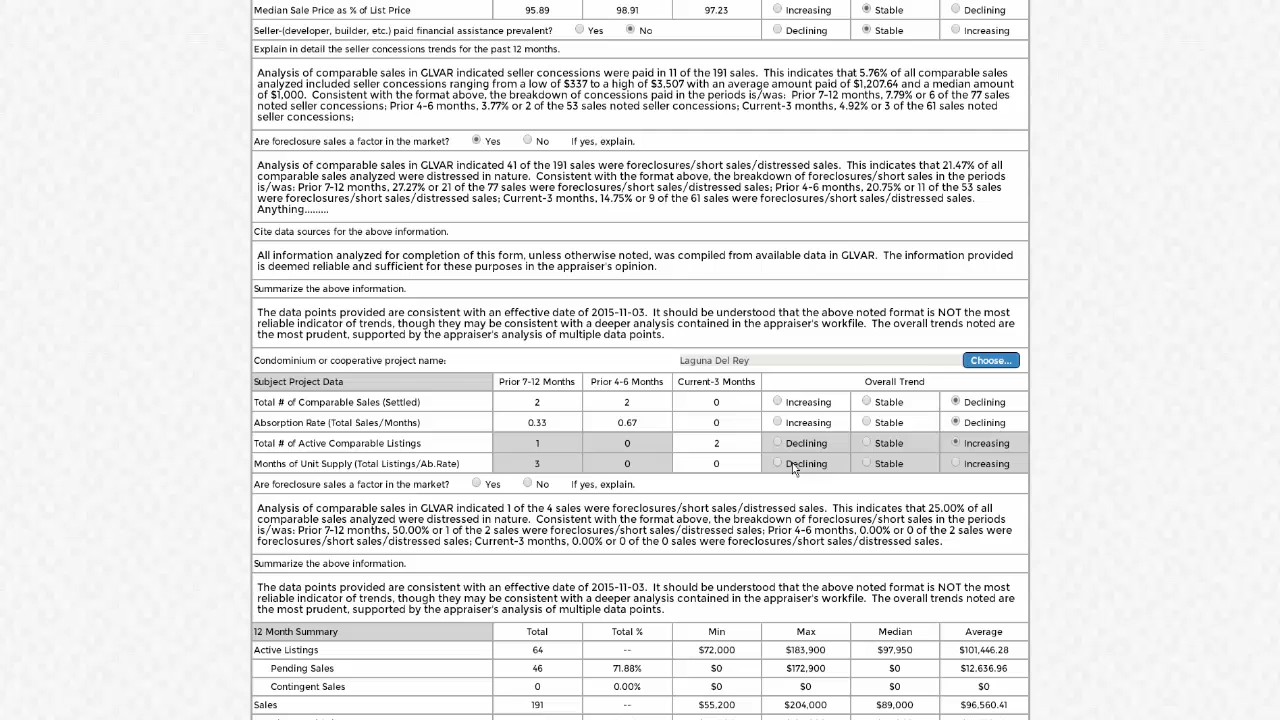 Median Sale Price as % of List Price 95.89 98.91 97.23 Increasing Stable Declining
Seller-(developer, builder, etc.) paid financial assistance prevalent? Yes No Declining Stable Increasing
Explain in detail the seller concessions trends for the past 12 months.
Analysis of comparable sales in GLVAR indicated seller concessions were paid in 11 of the 191 sales. This indicates that 5.76% of all comparable sales
analyzed included seller concessions ranging from a low of $337 to a high of $3,507 with an average amount paid of $1,207.64 and a median amount
of $1,000. Consistent with the format above, the breakdown of concessions paid in the periods is/was: Prior 7-12 months, 7.79% or 6 of the 77 sales
noted seller concessions; Prior 4-6 months, 3.77% or 2 of the 53 sales noted seller concessions; Current-3 months, 4.92% or 3 of the 61 sales noted
seller concessions;
Are foreclosure sales a factor in the market? Yes No If yes, explain.
Analysis of comparable sales in GLVAR indicated 41 of the 191 sales were foreclosures/short sales/distressed sales. This indicates that 21.47% of all
comparable sales analyzed were distressed in nature. Consistent with the format above, the breakdown of foreclosures/short sales in the periods
is/was: Prior 7-12 months, 27.27% or 21 of the 77 sales were foreclosures/short sales/distressed sales; Prior 4-6 months, 20.75% or 11 of the 53 sales
were foreclosures/short sales/distressed sales; Current-3 months, 14.75% or 9 of the 61 sales were foreclosures/short sales/distressed sales.
Anything.........
Cite data sources for the above information.
All information analyzed for completion of this form, unless otherwise noted, was compiled from available data in GLVAR. The information provided
is deemed reliable and sufficient for these purposes in the appraiser's opinion.
Summarize the above information.
The data points provided are consistent with an effective date of 2015-11-03. It should be understood that the above noted format is NOT the most
reliable indicator of trends, though they may be consistent with a deeper analysis contained in the appraiser's workfile. The overall trends noted are
the most prudent, supported by the appraiser's analysis of multiple data points.
Condominium or cooperative project name: Laguna Del Rey Choose...
Subject Project Data Prior 7-12 Months Prior 4-6 Months Current-3 Months Overall Trend
Total # of Comparable Sales (Settled) 2 2 0 Increasing Stable Declining
Absorption Rate (Total Sales/Months) 0.33 0.67 0 Increasing Stable Declining
Total # of Active Comparable Listings 1 0 2 Declining Stable Increasing
Months of Unit Supply (Total Listings/Ab.Rate) 3 0 0 Declining Stable Increasing
Are foreclosure sales a factor in the market? Yes No If yes, explain.
Analysis of comparable sales in GLVAR indicated 1 of the 4 sales were foreclosures/short sales/distressed sales. This indicates that 25.00% of all
comparable sales analyzed were distressed in nature. Consistent with the format above, the breakdown of foreclosures/short sales in the periods
is/was: Prior 7-12 months, 50.00% or 1 of the 2 sales were foreclosures/short sales/distressed sales; Prior 4-6 months, 0.00% or 0 of the 2 sales were
foreclosures/short sales/distressed sales; Current-3 months, 0.00% or 0 of the 0 sales were foreclosures/short sales/distressed sales.
Summarize the above information.
The data points provided are consistent with an effective date of 2015-11-03. It should be understood that the above noted format is NOT the most
reliable indicator of trends, though they may be consistent with a deeper analysis contained in the appraiser's workfile. The overall trends noted are
the most prudent, supported by the appraiser's analysis of multiple data points.
12 Month Summary Total Total % Min Max Median Average
Active Listings 64 -- $72,000 $183,900 $97,950 $101,446.28
Pending Sales 46 71.88% $0 $172,900 $0 $12,636.96
Contingent Sales 0 0.00% $0 $0 $0 $0
Sales 191 -- $55,200 $204,000 $89,000 $96,560.41